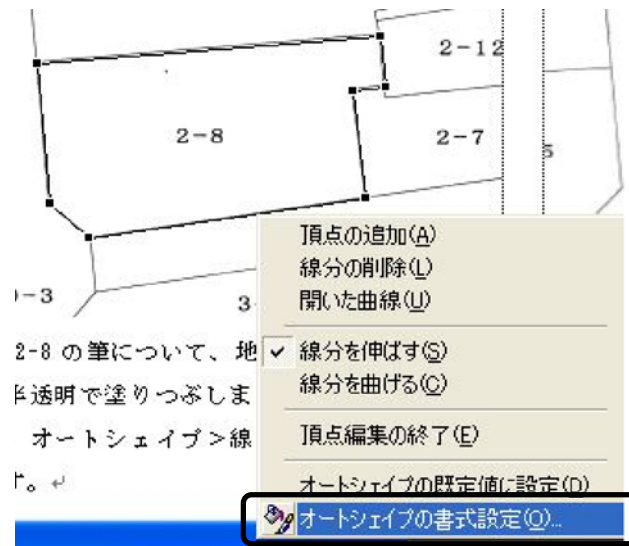 2-12
2-8
2-7
5
頂点の追加(A)
線分の削除(L)
開いた曲線(U)
-3
3
2-8 の筆について、地
線分を伸ばす(S)
線分を曲げる(C)
半透明で塗りつぶしま
オートシェイプ>線
頂点編集の終了(E)
す。↵
オートシェイプの既定値に設定(D)
オートシェイプの書式設定(O)...